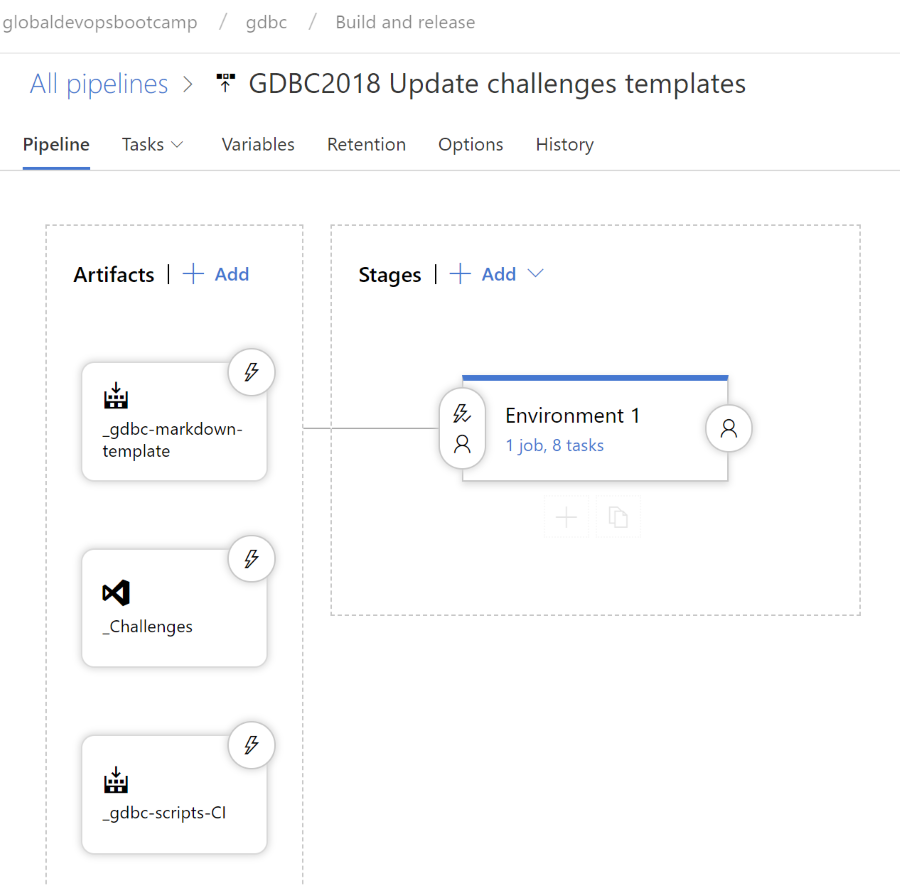 globaldevopsbootcamp / gdbc / Build and release
All pipelines > GDBC2018 Update challenges templates
Pipeline Tasks Variables Retention Options History
Artifacts | + Add
Stages | + Add
_gdbc-markdown-
template
Environment 1
1 job, 8 tasks
_Challenges
_gdbc-scripts-CI